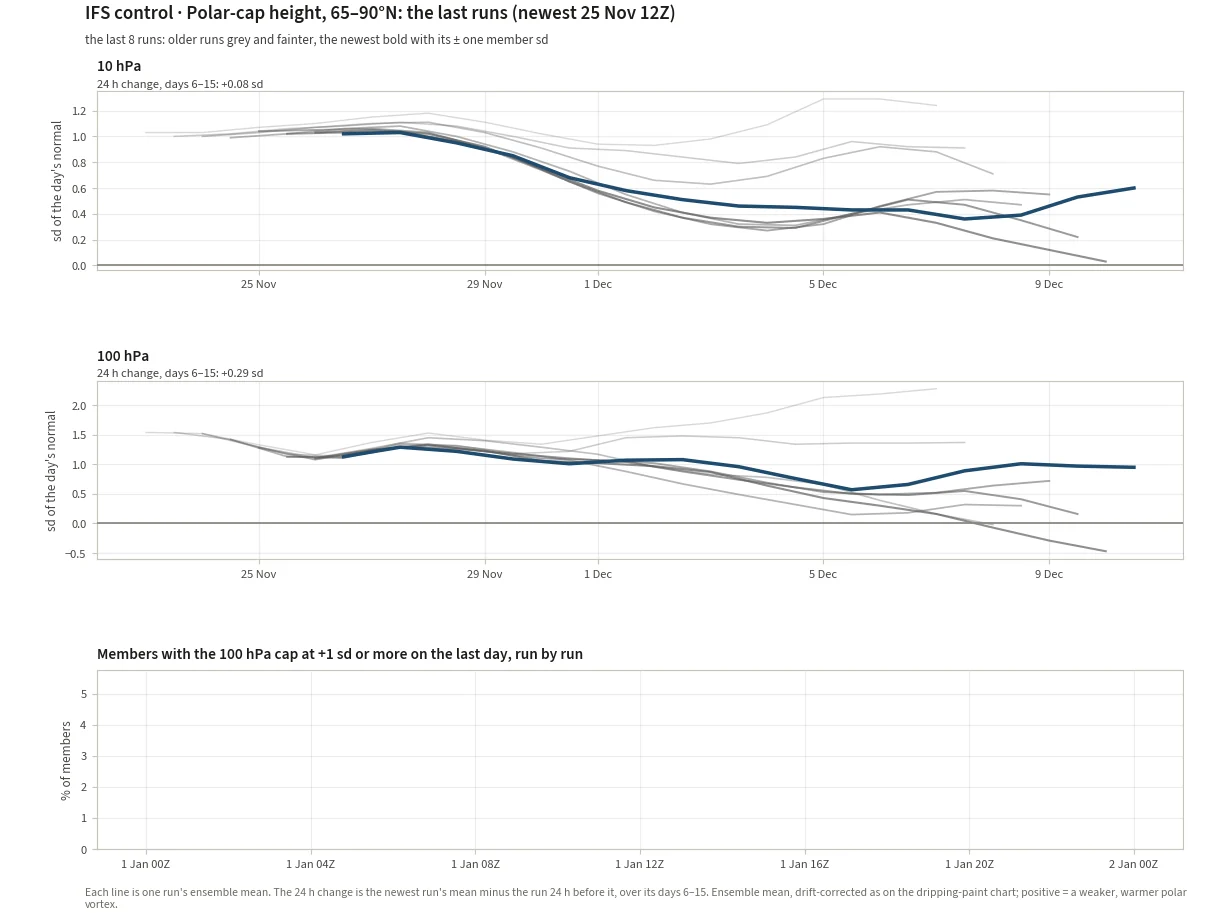 IFS control · Polar-cap height, 65–90°N: the last runs (newest 25 Nov 12Z)
the last 8 runs: older runs grey and fainter, the newest bold with its ± one member sd
10 hPa
24 h change, days 6–15: +0.08 sd
sd of the day's normal
1.2
1.0
0.8
0.6
0.4
0.2
0.0
25 Nov
29 Nov
1 Dec
5 Dec
9 Dec
100 hPa
24 h change, days 6–15: +0.29 sd
sd of the day's normal
2.0
1.5
1.0
0.5
0.0
−0.5
25 Nov
29 Nov
1 Dec
5 Dec
9 Dec
Members with the 100 hPa cap at +1 sd or more on the last day, run by run
% of members
5
4
3
2
1
0
1 Jan 00Z
1 Jan 04Z
1 Jan 08Z
1 Jan 12Z
1 Jan 16Z
1 Jan 20Z
2 Jan 00Z
Each line is one run's ensemble mean. The 24 h change is the newest run's mean minus the run 24 h before it, over its days 6–15. Ensemble mean, drift-corrected as on the dripping-paint chart; positive = a weaker, warmer polar
vortex.